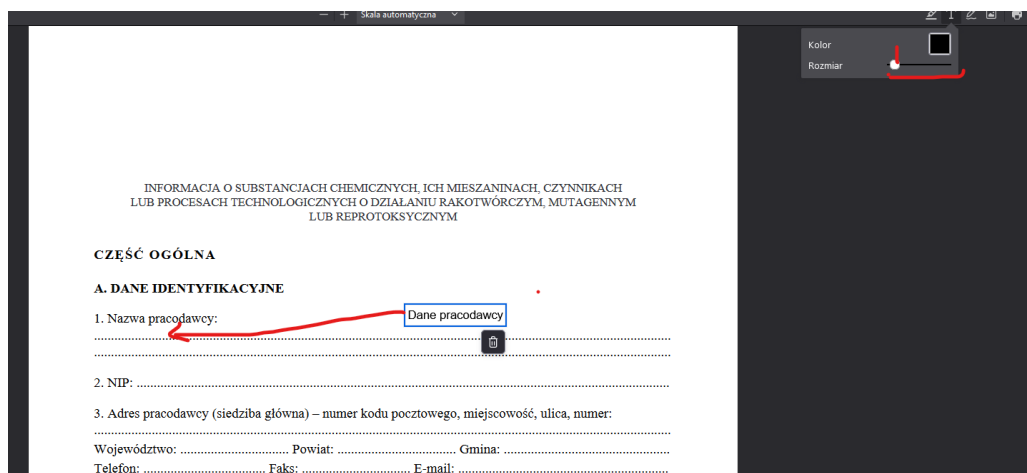 Skala automatyczna
Kolor
Rozmiar
INFORMACJA O SUBSTANCJACH CHEMICZNYCH, ICH MIESZANINACH, CZYNNIKACH
LUB PROCESACH TECHNOLOGICZNYCH O DZIAŁANIU RAKOTWÓRCZYM, MUTAGENNYM
LUB REPROTOKSYCZNYM
CZĘŚĆ OGÓLNA
A. DANE IDENTYFIKACYJNE
1. Nazwa pracodawcy:
Dane pracodawcy
2. NIP: ................................................................
3. Adres pracodawcy (siedziba główna) – numer kodu pocztowego, miejscowość, ulica, numer:
Województwo: ................................ Powiat: ................................ Gmina: ................................
Telefon: ................................ Faks: ................................ E-mail: ................................